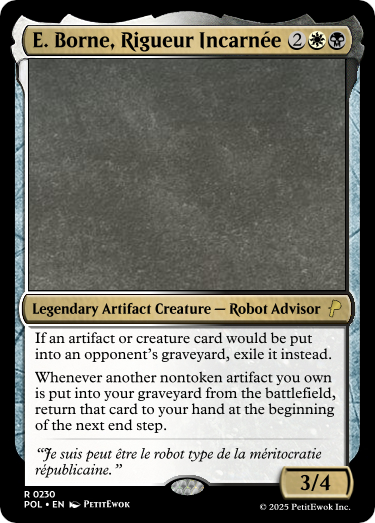 E. Borne, Rigueur Incarnée 2
Legendary Artifact Creature — Robot Advisor
If an artifact or creature card would be put
into an opponent's graveyard, exile it instead.
Whenever another nontoken artifact you own
is put into your graveyard from the battlefield,
return that card to your hand at the beginning
of the next end step.
“Je suis peut être le robot type de la méritocratie
républicaine.”
3/4
R 0230
POL • EN PetitEwok
© 2025 PetitEwok Inc.